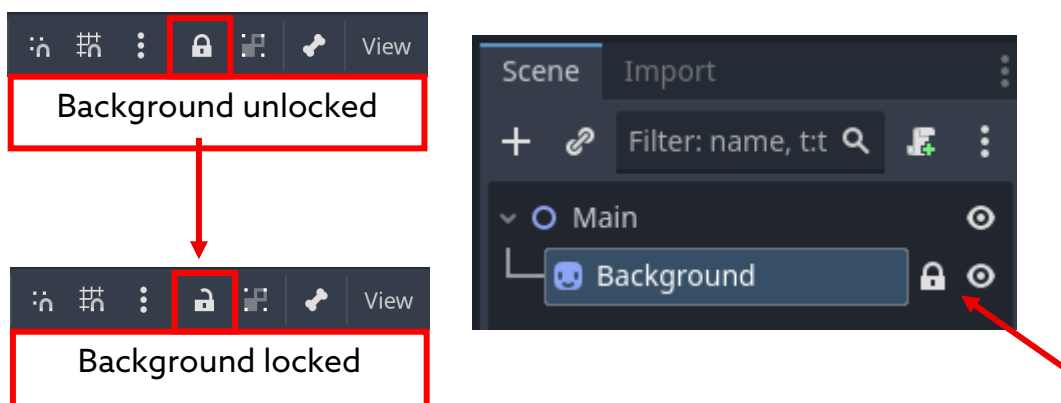 View
Background unlocked
View
Background locked
Scene Import
Filter: name, t:t
Main
Background